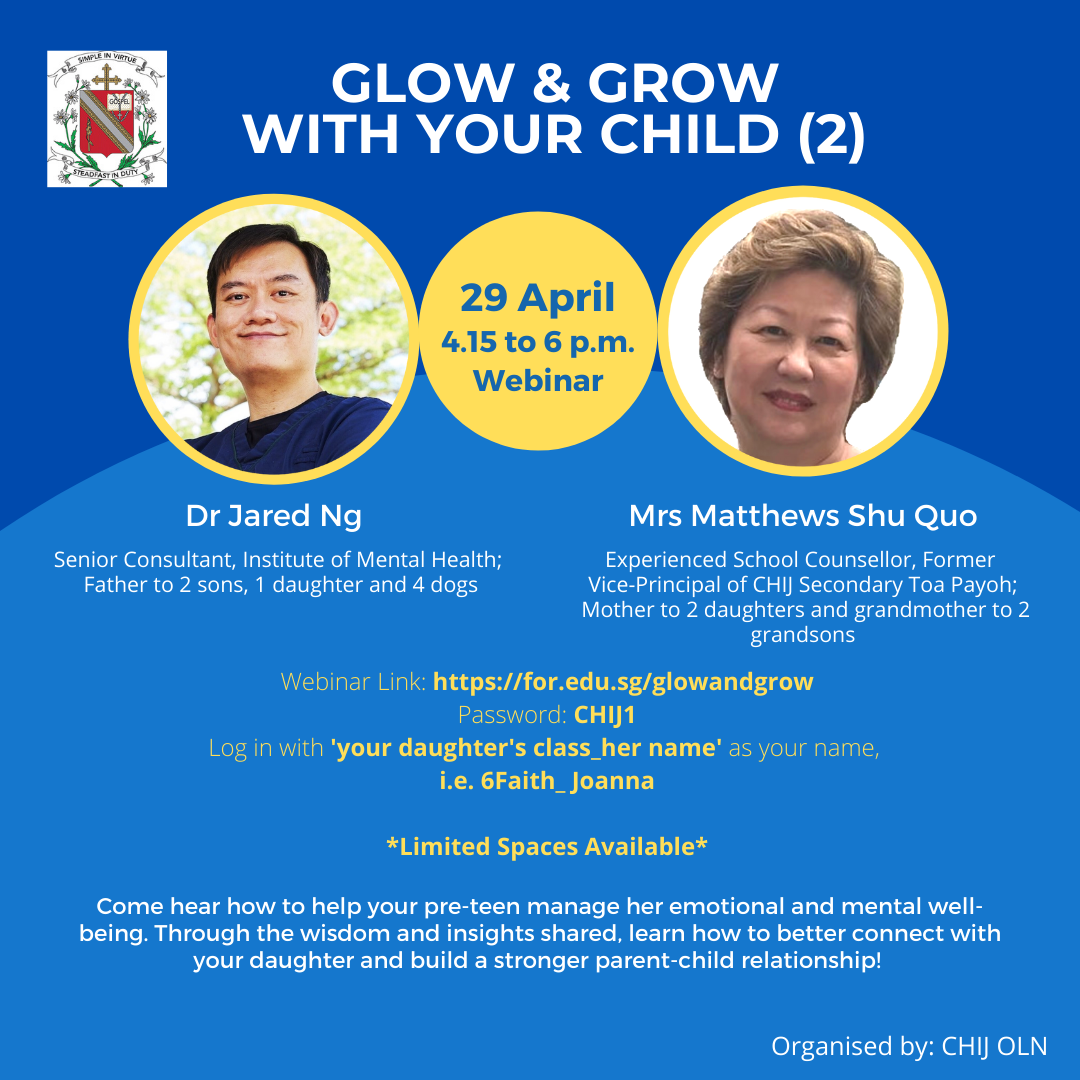 SIMPLE IN VIRTUE
GOSPEL
STEADFAST IN DUTY
GLOW & GROW
WITH YOUR CHILD (2)
29 April
4.15 to 6 p.m.
Webinar
Dr Jared Ng
Senior Consultant, Institute of Mental Health;
Father to 2 sons, 1 daughter and 4 dogs
Mrs Matthews Shu Quo
Experienced School Counsellor, Former
Vice-Principal of CHIJ Secondary Toa Payoh;
Mother to 2 daughters and grandmother to 2
grandsons
Webinar Link: https://for.edu.sg/glowandgrow
Password: CHIJ1
Log in with 'your daughter's class_her name' as your name,
i.e. 6Faith_ Joanna
*Limited Spaces Available*
Come hear how to help your pre-teen manage her emotional and mental well-
being. Through the wisdom and insights shared, learn how to better connect with
your daughter and build a stronger parent-child relationship!
Organised by: CHIJ OLN